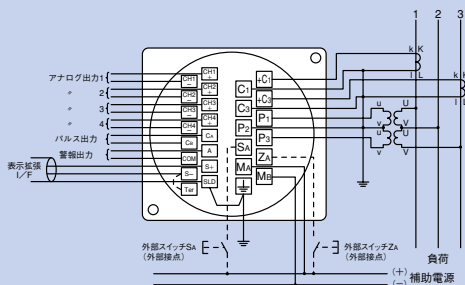 1 2 3
k K
l L
k K
l L
アナログ出力1
〃 2
〃 3
〃 4
パルス出力
警報出力
表示拡張
I/F
CH1
+
CH1
−
CH2
+
CH2
−
CH3
+
CH3
−
CH4
+
CH4
−
CA
CB
A
COM
S+
S−
SLD
Ter
+C1
C1
+C3
C3
P1
P2
P3
SA
ZA
MA
MB
u U
v V
u U
v V
外部スイッチSA
(外部接点)
外部スイッチZA
(外部接点)
負荷
(+)
補助電源
(−)